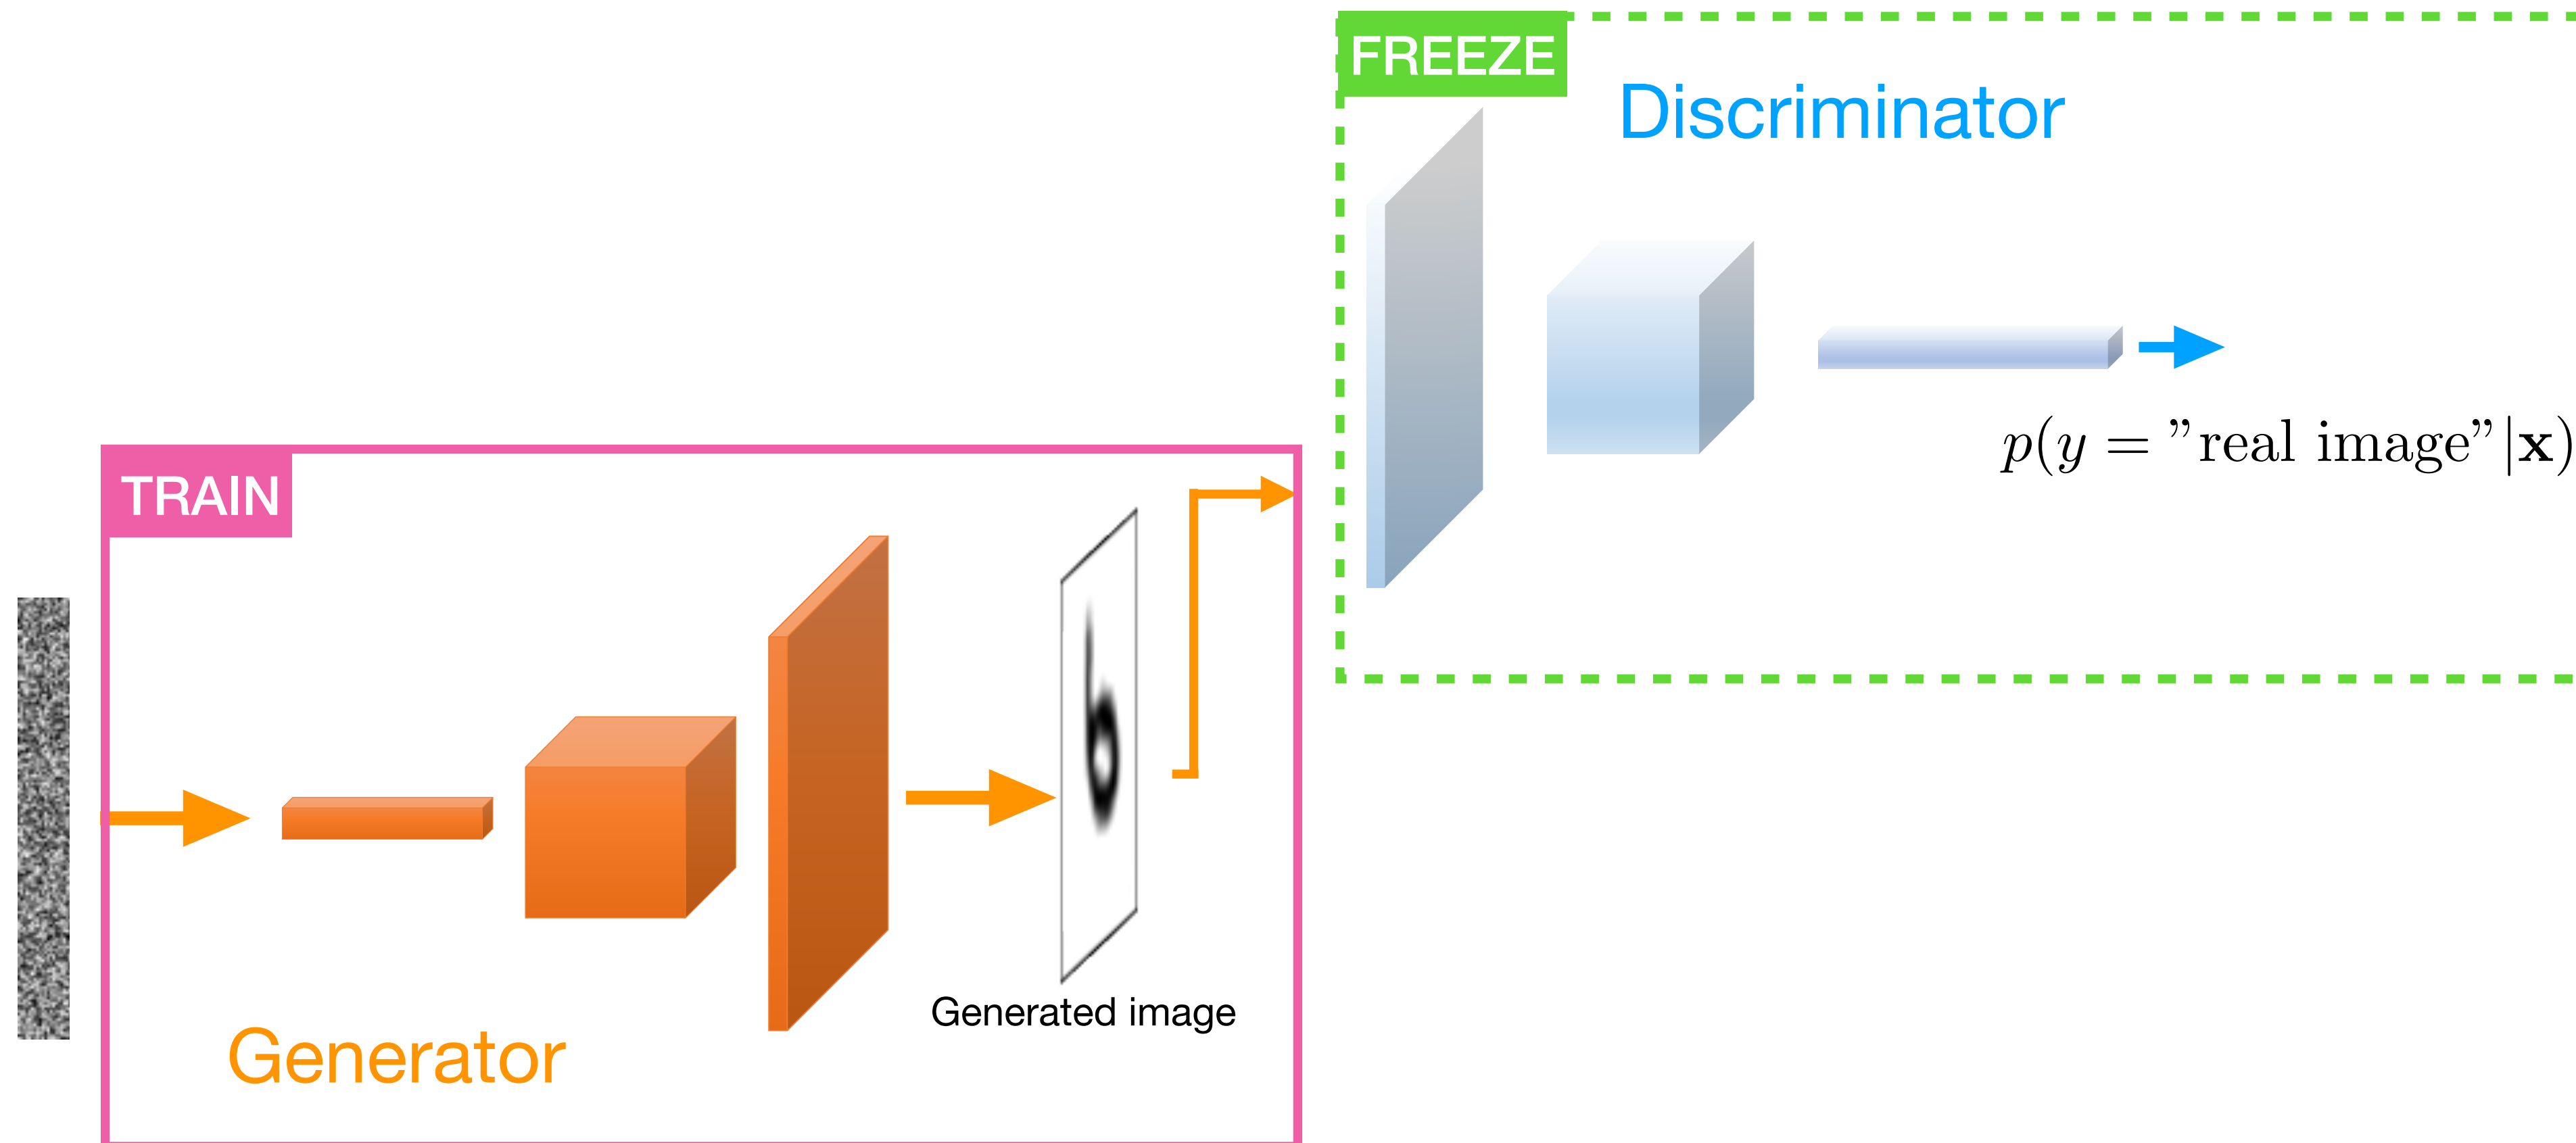 FREEZE
Discriminator
p(y = ”real image”|x)
TRAIN
Generated image
Generator